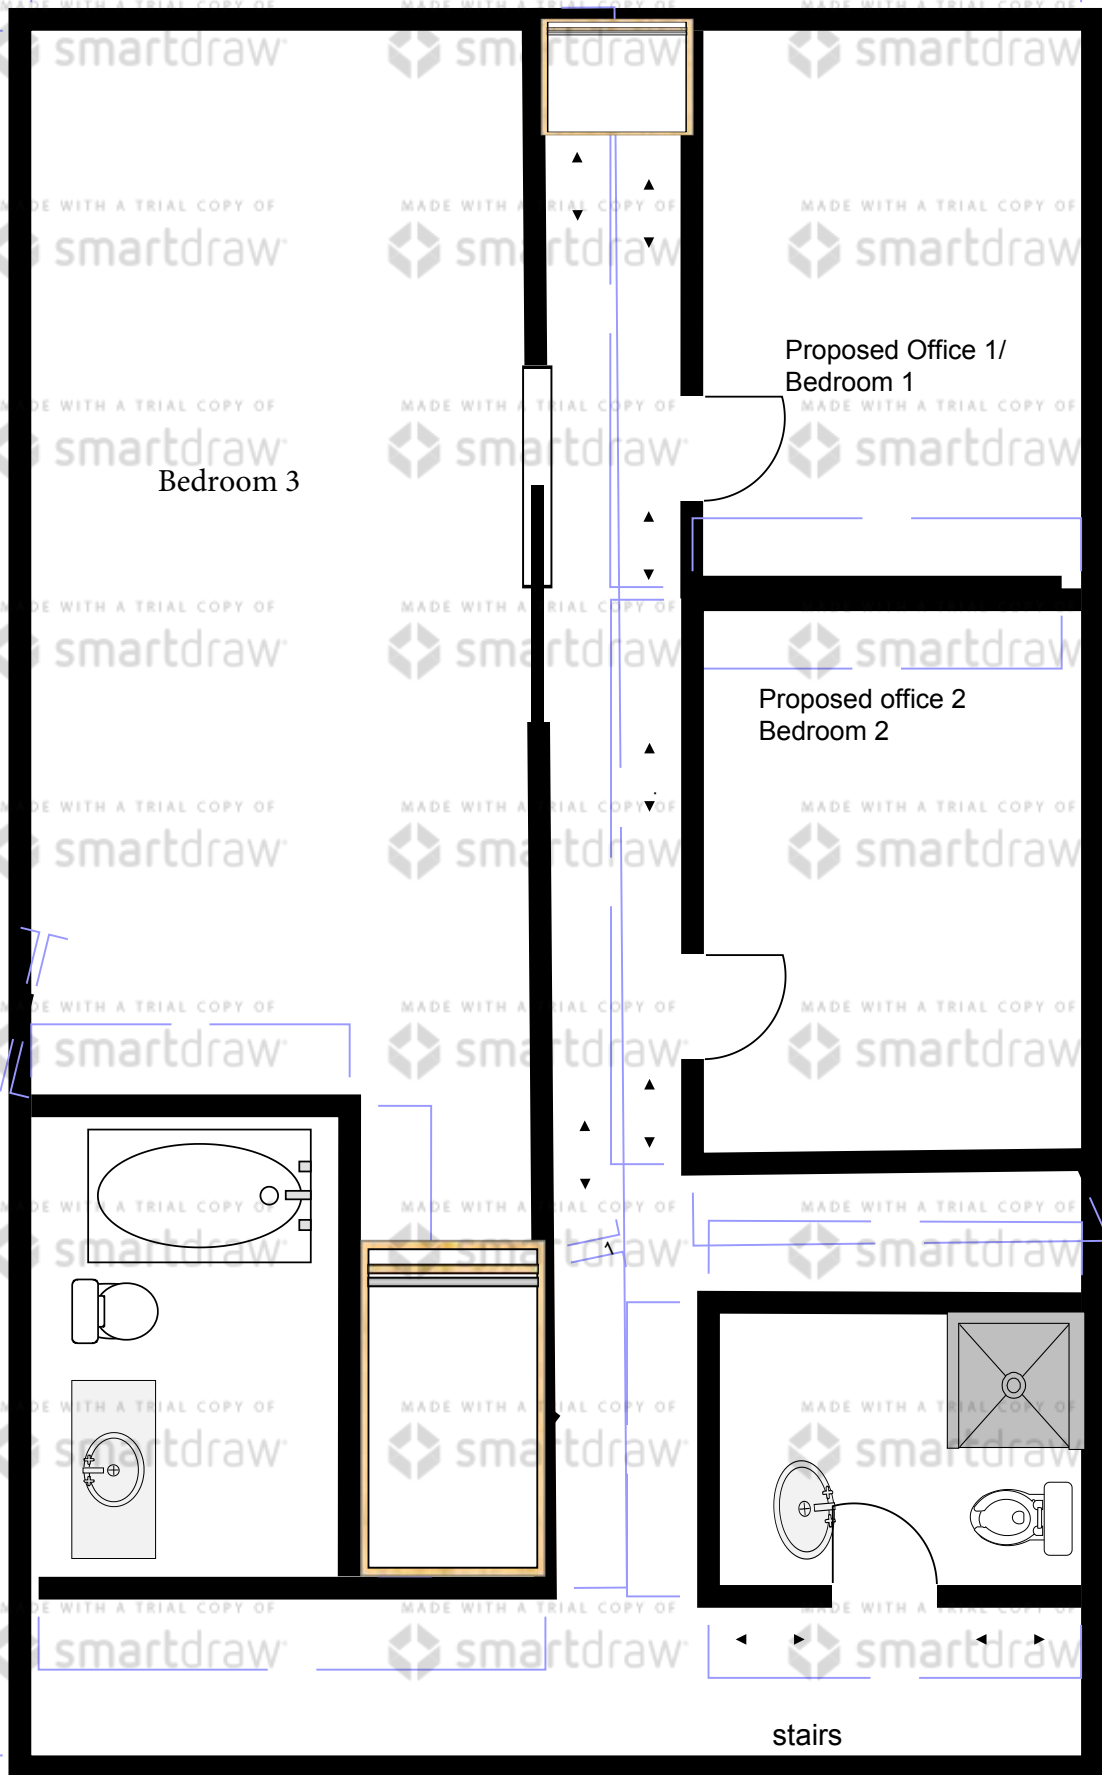 MADE WITH A TRIAL COPY OF
smartdraw
Proposed Office 1/
Bedroom 1
Bedroom 3
Proposed office 2
Bedroom 2
1
stairs